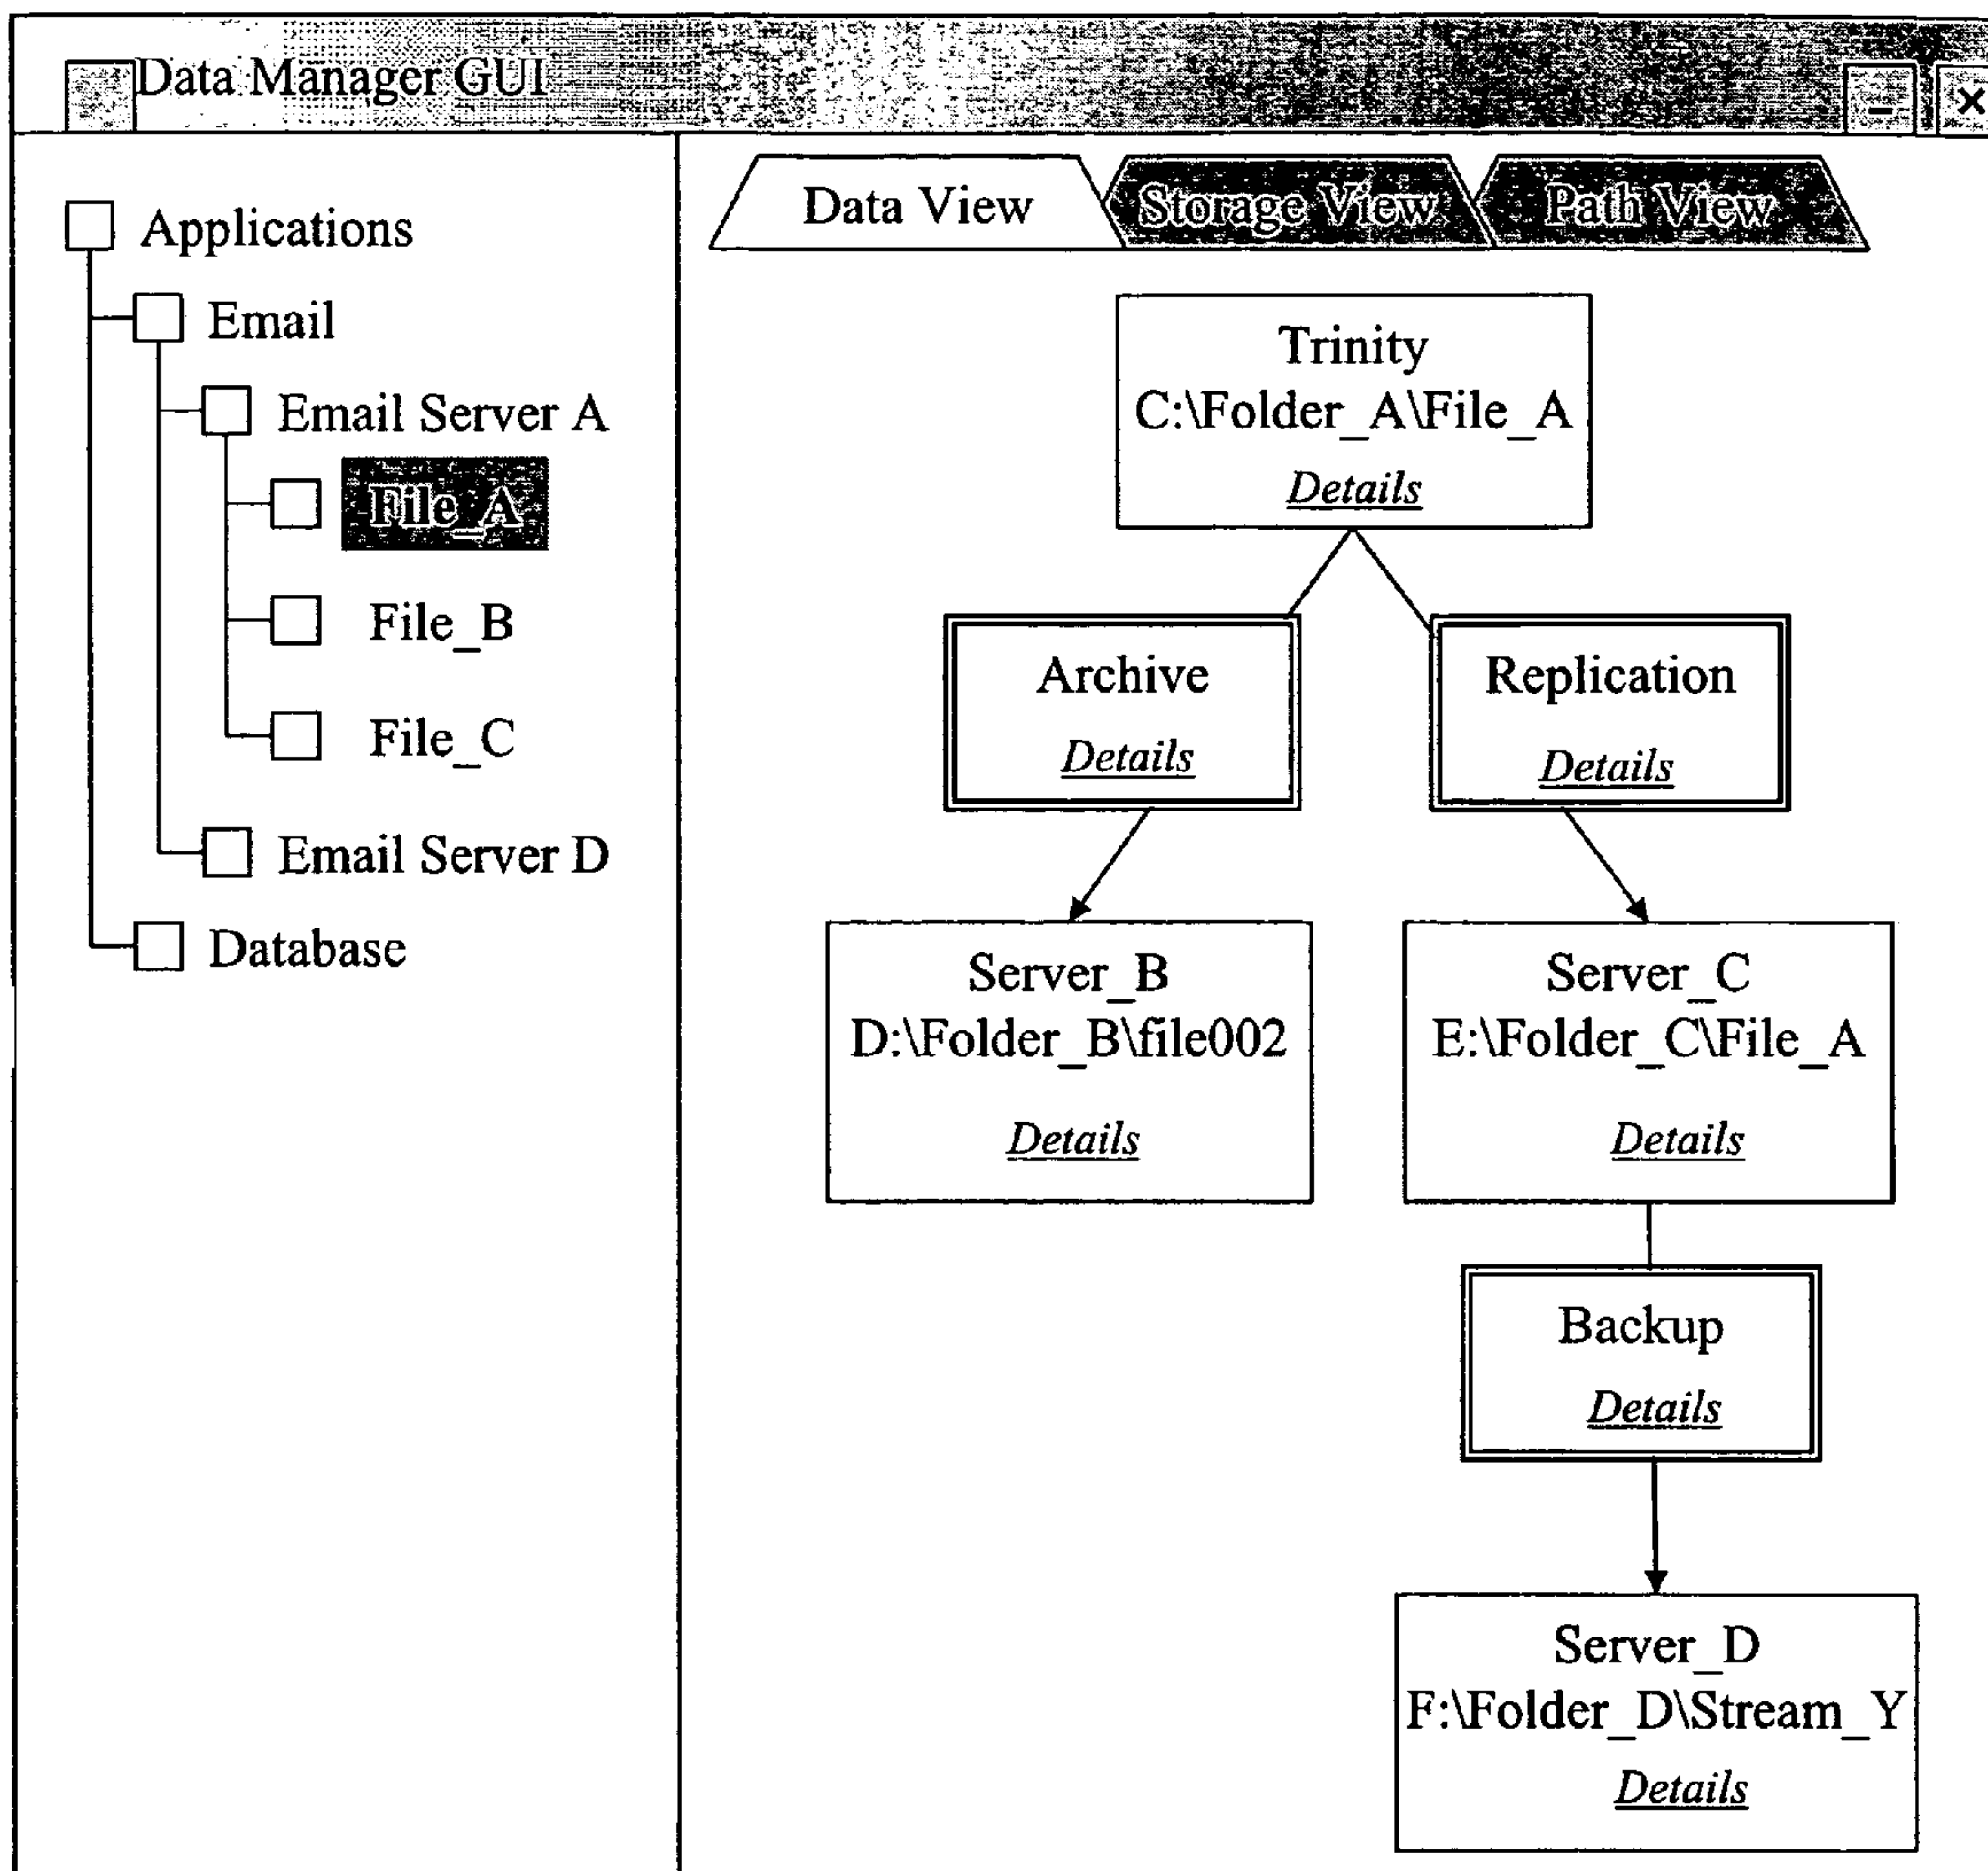 Data Manager GUI
Applications
Email
Email Server A
File_A
File_B
File_C
Email Server D
Database
Data View
Storage View
Path View
Trinity
C:\Folder_A\File_A
Details
Archive
Details
Replication
Details
Server_B
D:\Folder_B\file002
Details
Server_C
E:\Folder_C\File_A
Details
Backup
Details
Server_D
F:\Folder_D\Stream_Y
Details